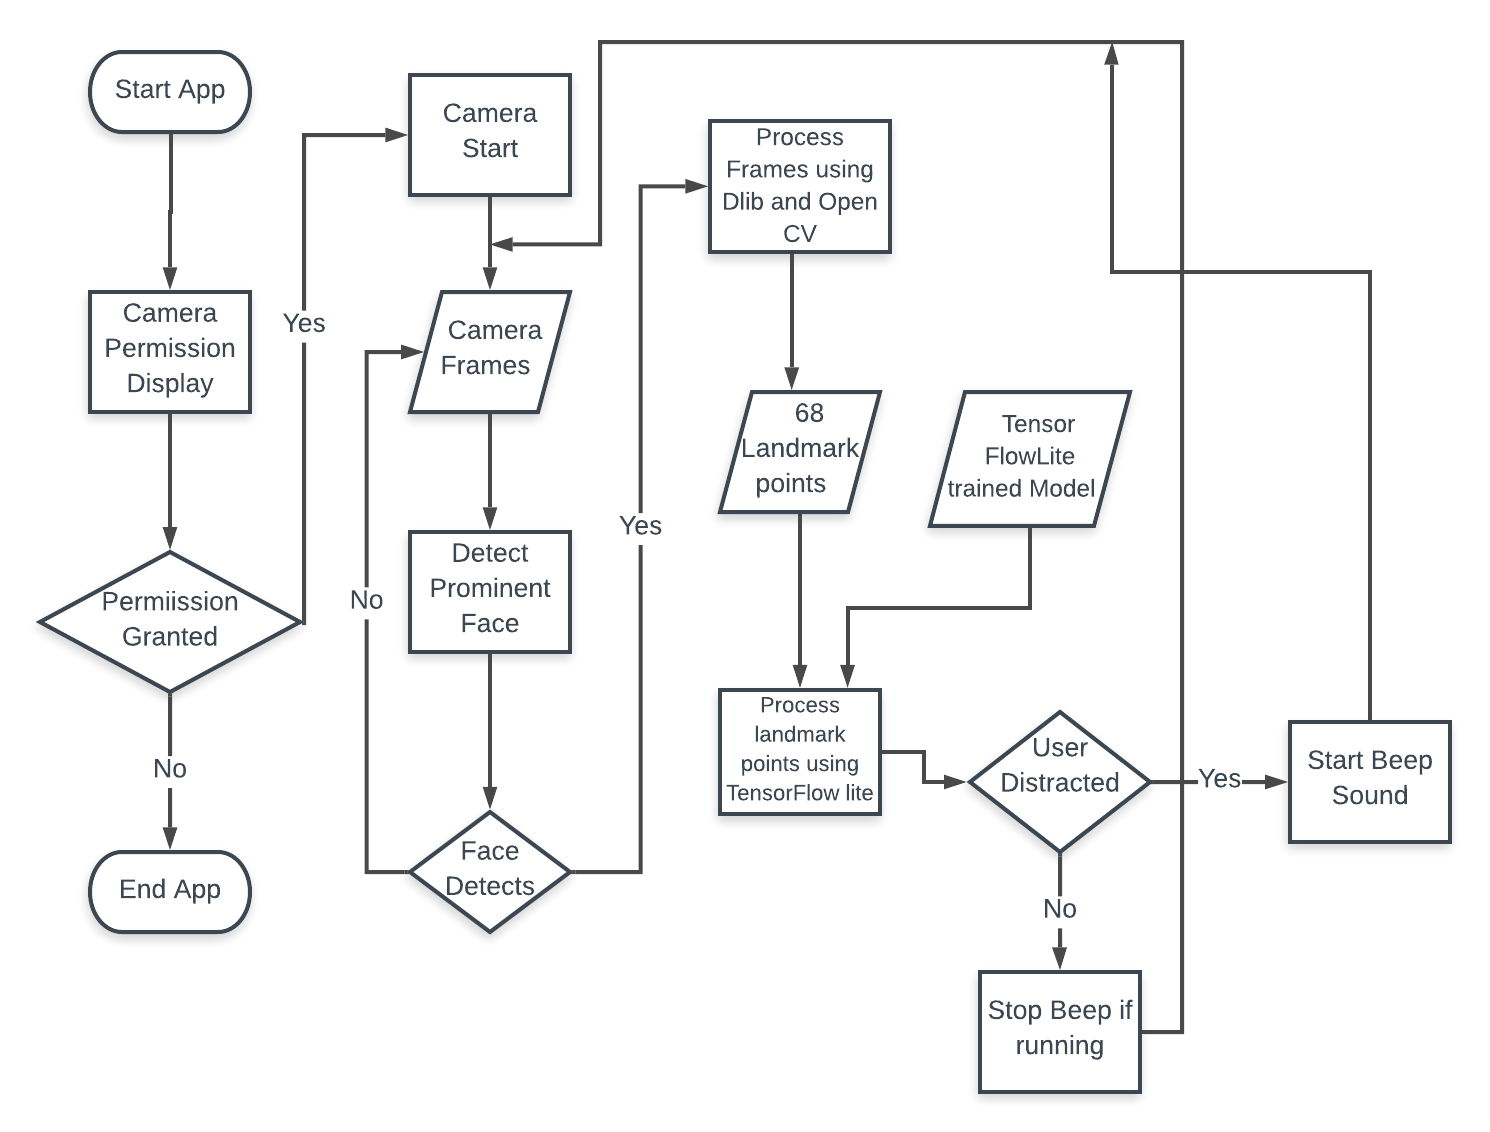 Start App
Camera
Permission
Display
Permiission
Granted
No
End App
Yes
Camera
Start
Camera
Frames
Detect
Prominent
Face
Face
Detects
No
Yes
Process
Frames using
Dlib and Open
CV
68
Landmark
points
Tensor
FlowLite
trained Model
Process
landmark
points using
TensorFlow lite
User
Distracted
Yes
Start Beep
Sound
No
Stop Beep if
running